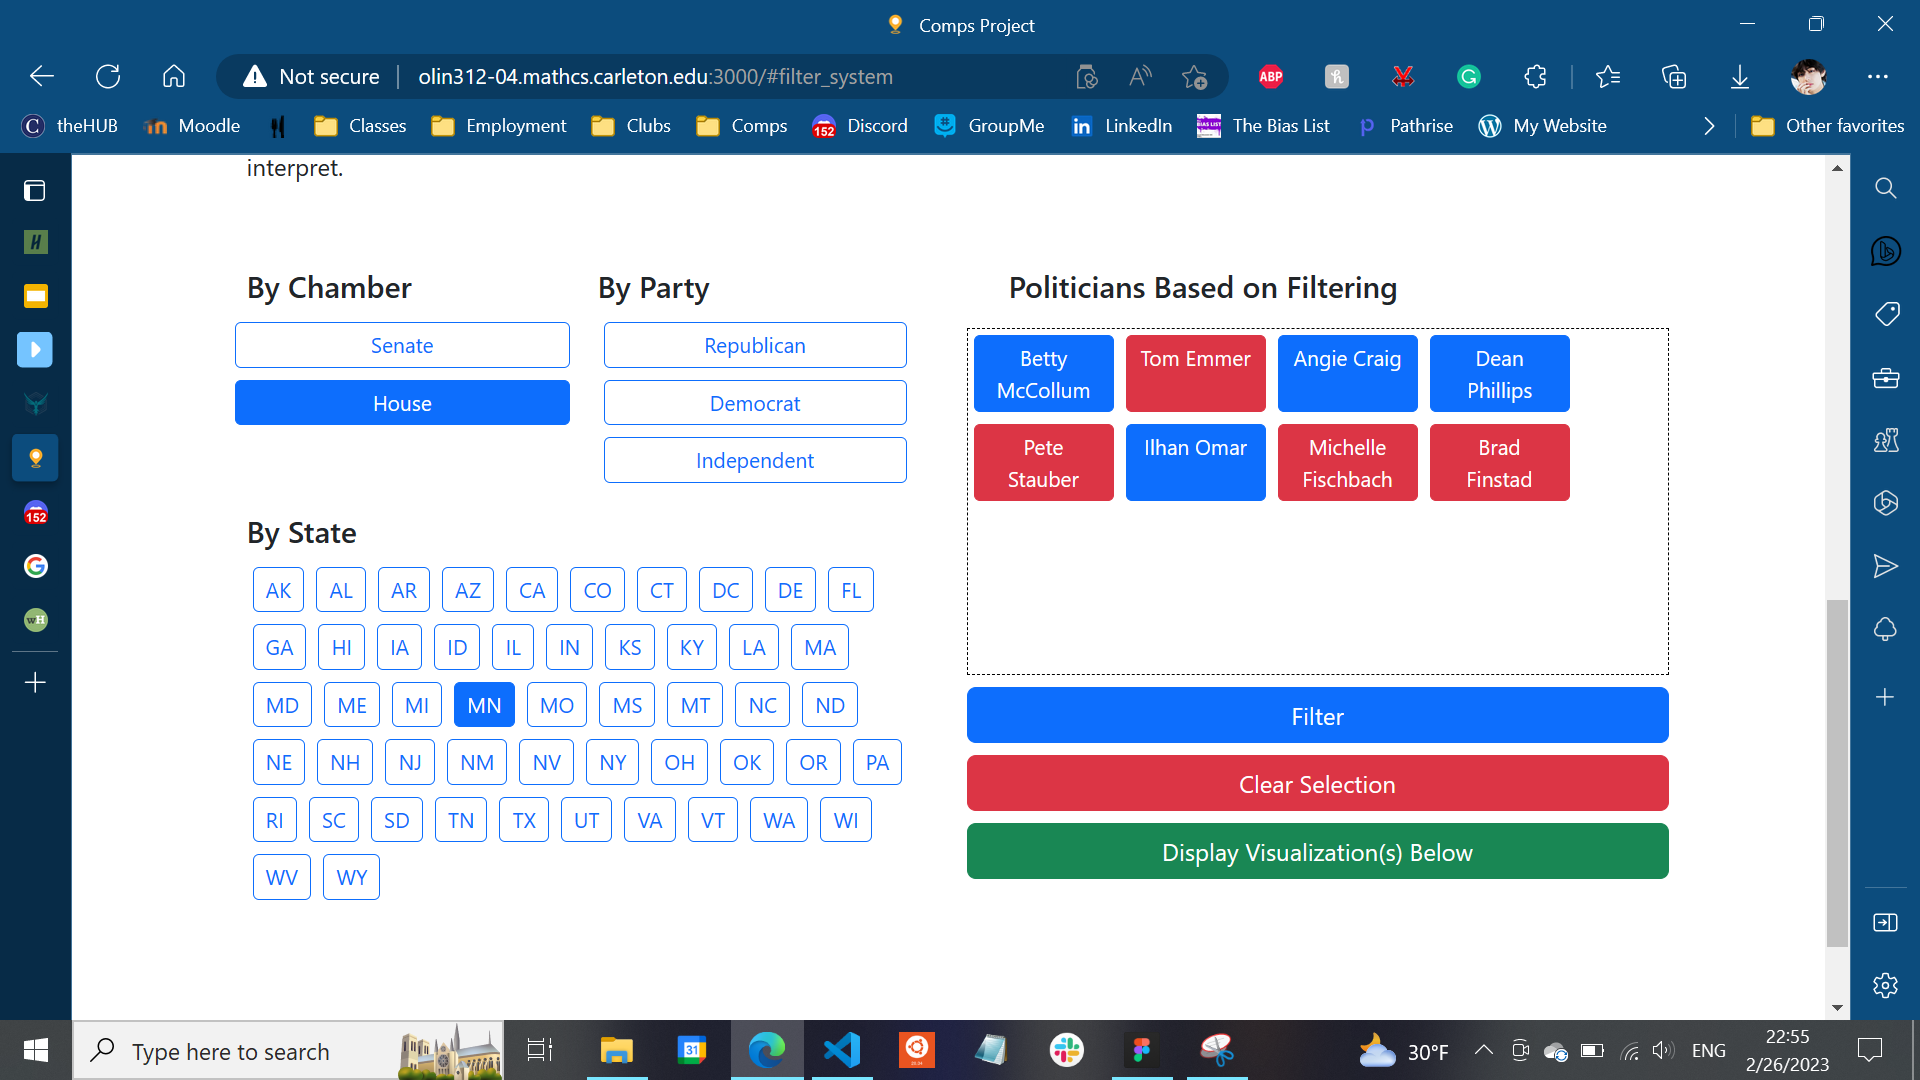 Comps Project
Not secure
olin312-04.mathcs.carleton.edu:3000/#filter_system
ABP
theHUB
Moodle
Classes
Employment
Clubs
Comps
152
Discord
GroupMe
LinkedIn
The Bias List
Pathrise
My Website
Other favorites
interpret.
By Chamber
By Party
Politicians Based on Filtering
Senate
House
Republican
Democrat
Independent
Betty McCollum
Tom Emmer
Angie Craig
Dean Phillips
Pete Stauber
Ilhan Omar
Michelle Fischbach
Brad Finstad
By State
AK AL AR AZ CA CO CT DC DE FL
GA HI IA ID IL IN KS KY LA MA
MD ME MI MN MO MS MT NC ND
NE NH NJ NM NV NY OH OK OR PA
RI SC SD TN TX UT VA VT WA WI
WV WY
Filter
Clear Selection
Display Visualization(s) Below
152
wH
Type here to search
31
30°F
ENG
22:55
2/26/2023